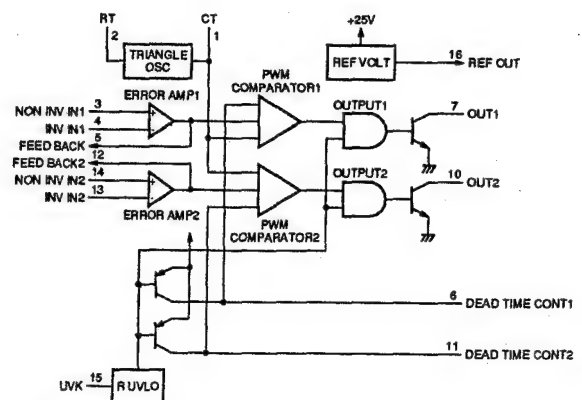 RT CT +25V
2 1
TRIANGLE
OSC
REF VOLT
16 REF OUT
PWM
COMPARATOR1
ERROR AMP1
OUTPUT1
7 OUT1
NON INV IN1 3
INV IN1 4
FEED BACK 5
FEED BACK2 12
NON INV IN2 14
INV IN2 13
+
-
+
-
OUTPUT2
10 OUT2
ERROR AMP2
PWM
COMPARATOR2
6 DEAD TIME CONT1
11 DEAD TIME CONT2
UVK 15
R UVLO